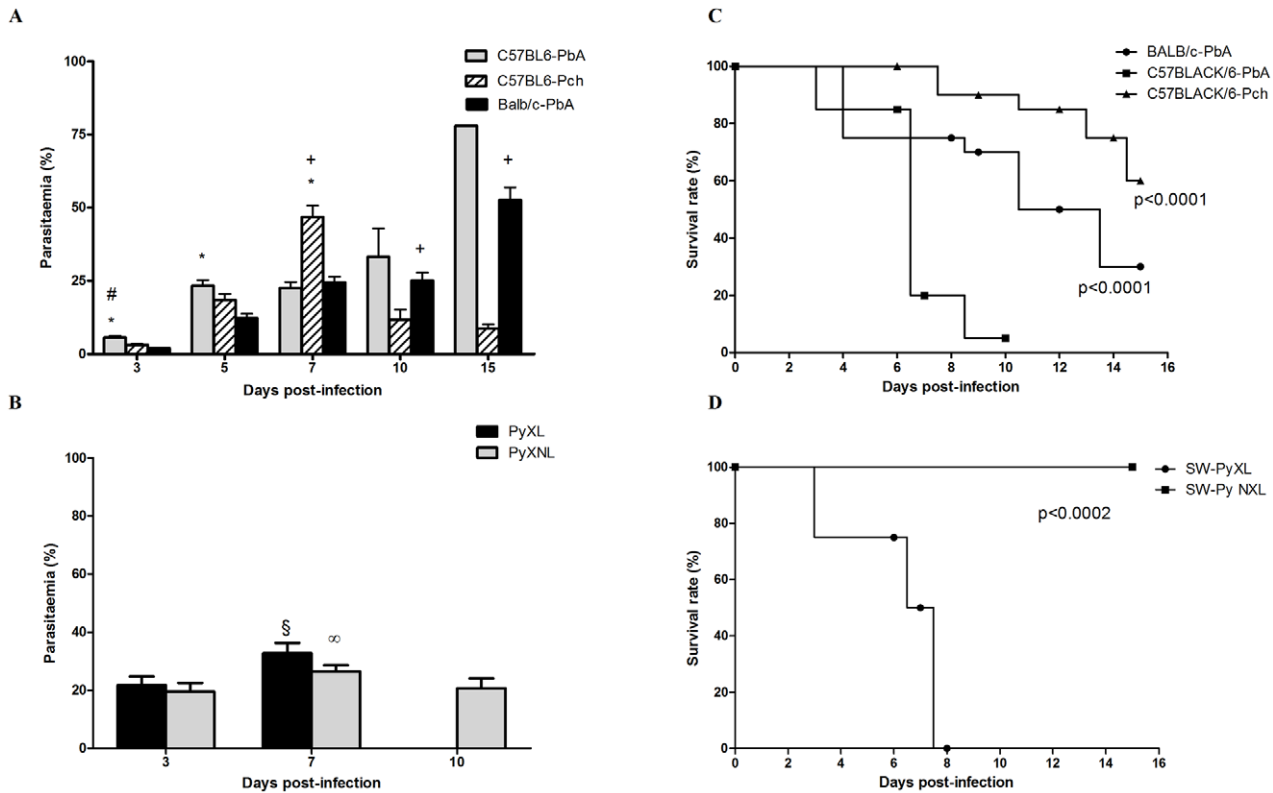 A
C57BL6-PbA
C57BL6-Pch
Balb/c-PbA
Parasitaemia (%)
100
75
50
25
0
#
*
*
+
*
+
+
3 5 7 10 15
Days post-infection
B
PyXL
PyXNL
Parasitaemia (%)
100
80
60
40
20
0
§
∞
3 7 10
Days post-infection
C
BALB/c-PbA
C57BLACK/6-PbA
C57BLACK/6-Pch
Survival rate (%)
100
80
60
40
20
0
p<0.0001
p<0.0001
0 2 4 6 8 10 12 14 16
Days post-infection
D
SW-PyXL
SW-Py NXL
Survival rate (%)
100
80
60
40
20
0
p<0.0002
0 2 4 6 8 10 12 14 16
Days post-infection